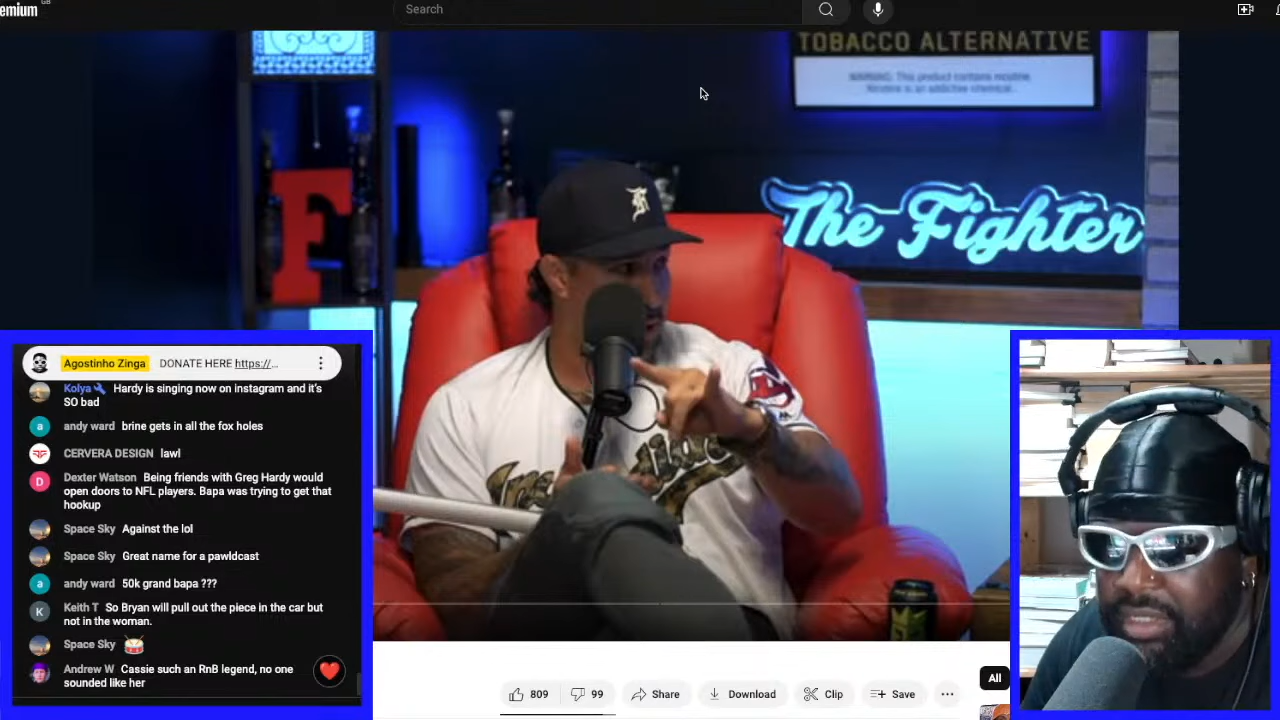 emium GB
Search
TOBACCO ALTERNATIVE
WARNING: This product contains nicotine.
Nicotine is an addictive chemical.
F
The Fighter
Agostinho Zinga DONATE HERE https://...
Kolya Hardy is singing now on instagram and it's
SO bad
andy ward brine gets in all the fox holes
CERVERA DESIGN lawl
Dexter Watson Being friends with Greg Hardy would
open doors to NFL players. Bapa was trying to get that
hookup
Space Sky Against the lol
Space Sky Great name for a pawldcast
andy ward 50k grand bapa ???
Keith T So Bryan will pull out the piece in the car but
not in the woman.
Space Sky
Andrew W Cassie such an RnB legend, no one
sounded like her
809
99
Share
Download
Clip
Save
All